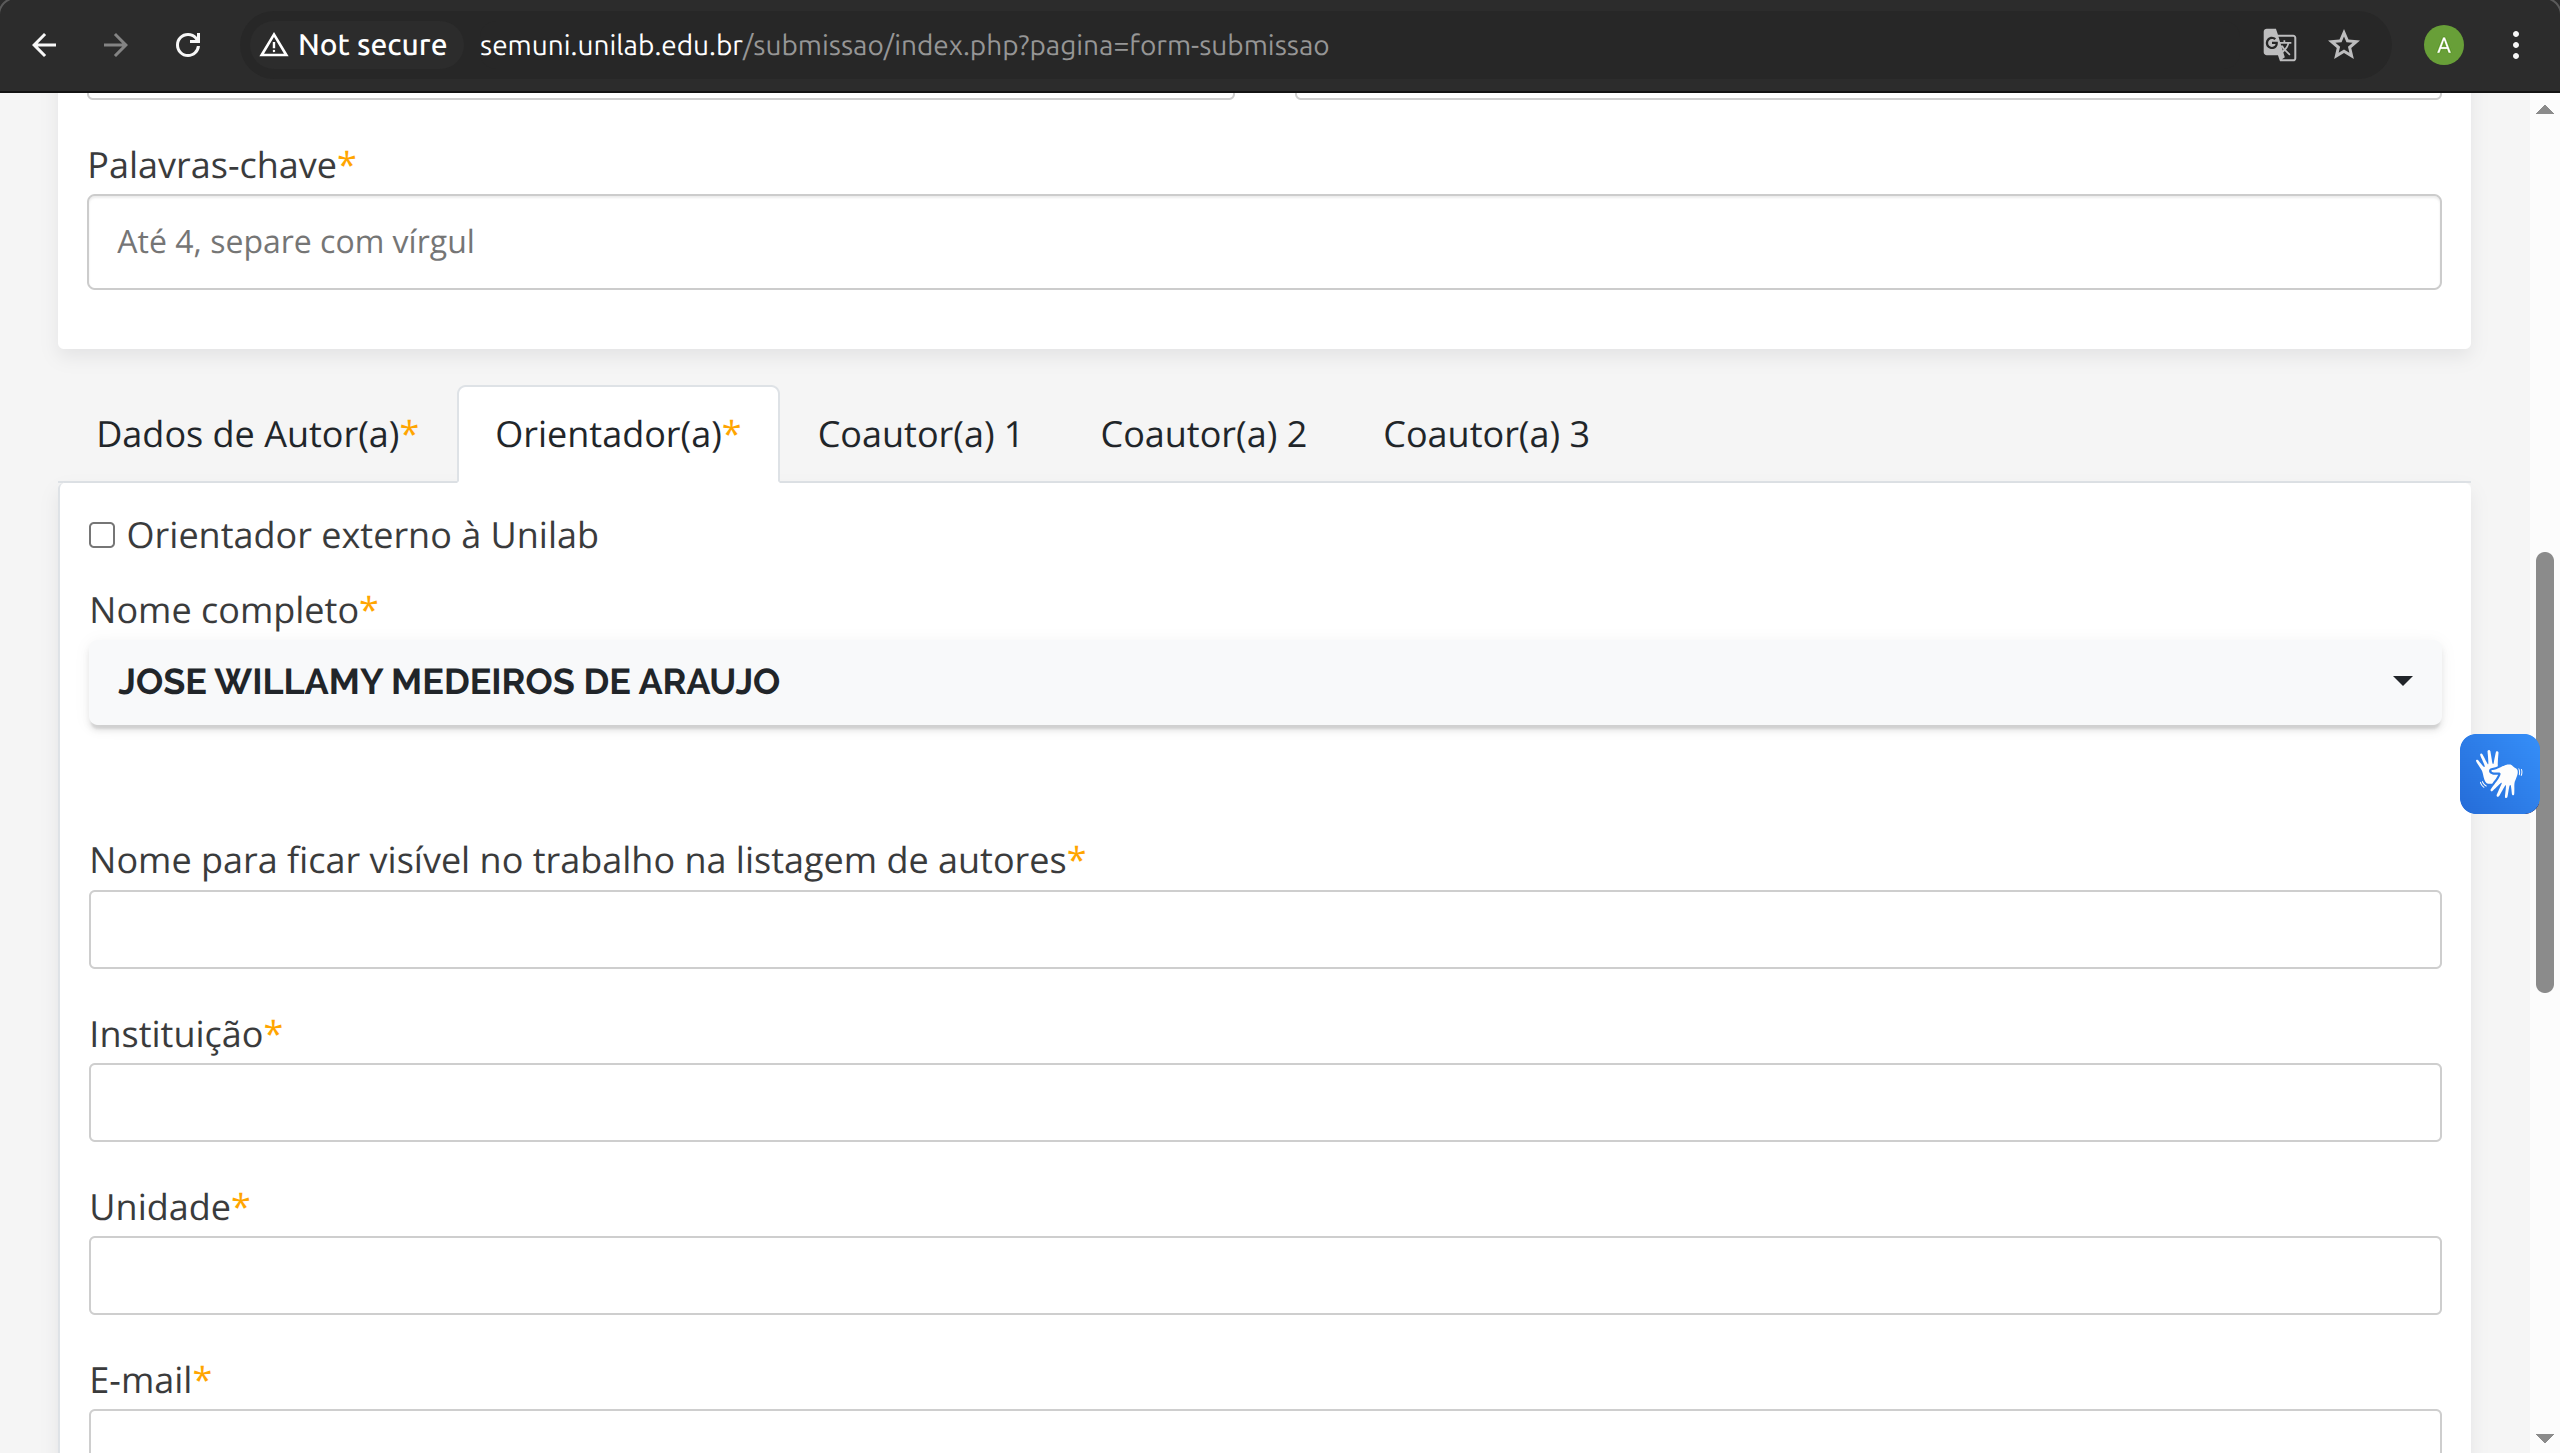 Not secure semuni.unilab.edu.br/submissao/index.php?pagina=form-submissao A
Palavras-chave*
Até 4, separe com vírgul
Dados de Autor(a)* Orientador(a)* Coautor(a) 1 Coautor(a) 2 Coautor(a) 3
Orientador externo à Unilab
Nome completo*
JOSE WILLAMY MEDEIROS DE ARAUJO
Nome para ficar visível no trabalho na listagem de autores*
Instituição*
Unidade*
E-mail*